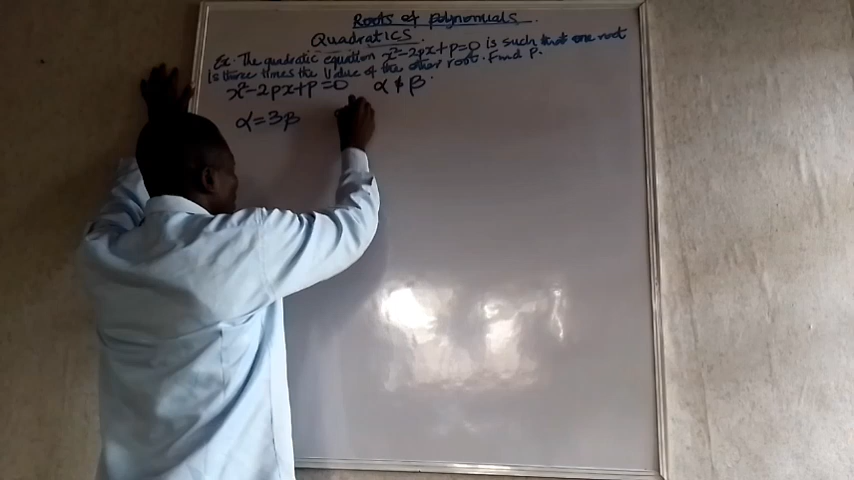 Roots of polynomials.
QUADRATICS.
Ex. The quadratic equation x²-2px+p=0 is such that one root
is three times the value of the other root. Find P.
x²-2px+p=0 α & β
α=3β